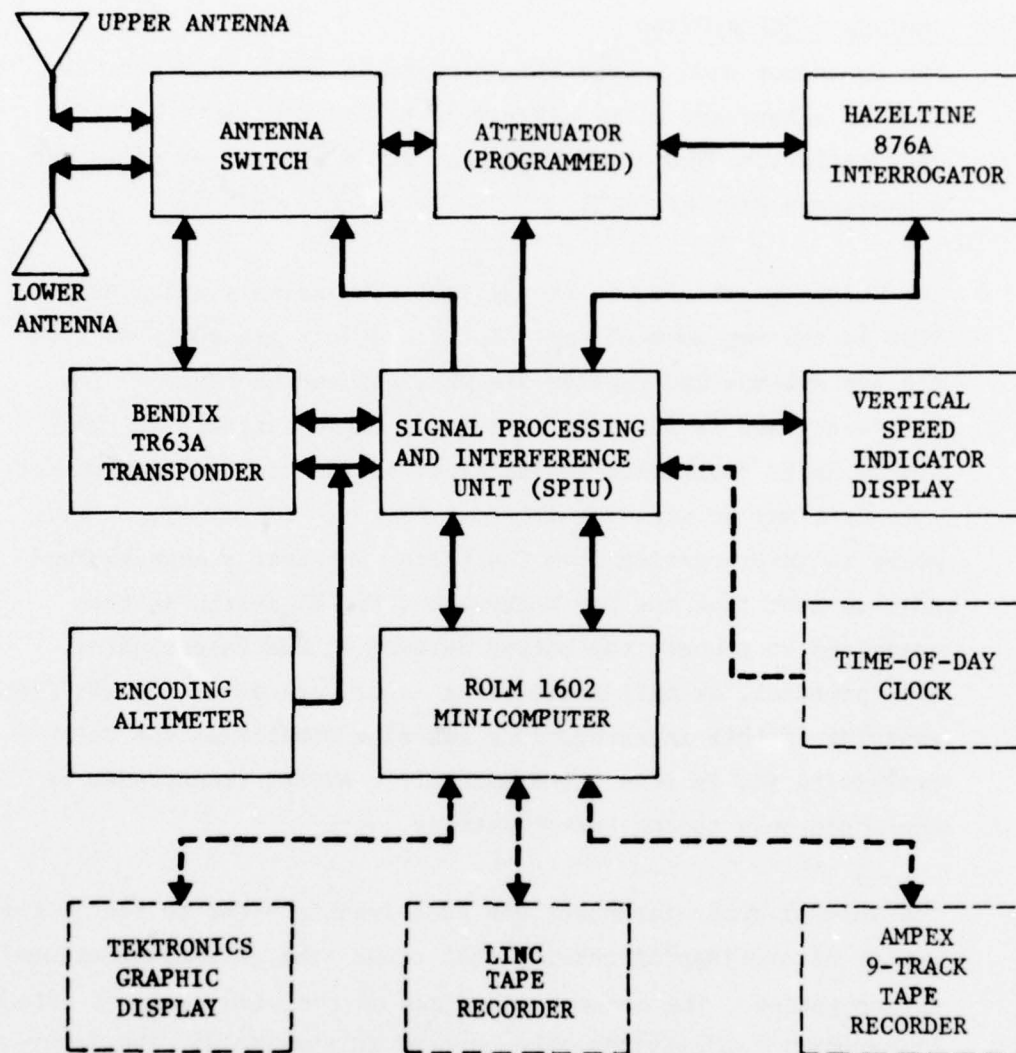 UPPER ANTENNA
ANTENNA
SWITCH
ATTENUATOR
(PROGRAMMED)
HAZELTINE
876A
INTERROGATOR
LOWER
ANTENNA
BENDIX
TR63A
TRANSPONDER
SIGNAL PROCESSING
AND INTERFERENCE
UNIT (SPIU)
VERTICAL
SPEED
INDICATOR
DISPLAY
ENCODING
ALTIMETER
ROLM 1602
MINICOMPUTER
TIME-OF-DAY
CLOCK
TEKTRONICS
GRAPHIC
DISPLAY
LINC
TAPE
RECORDER
AMPEX
9-TRACK
TAPE
RECORDER